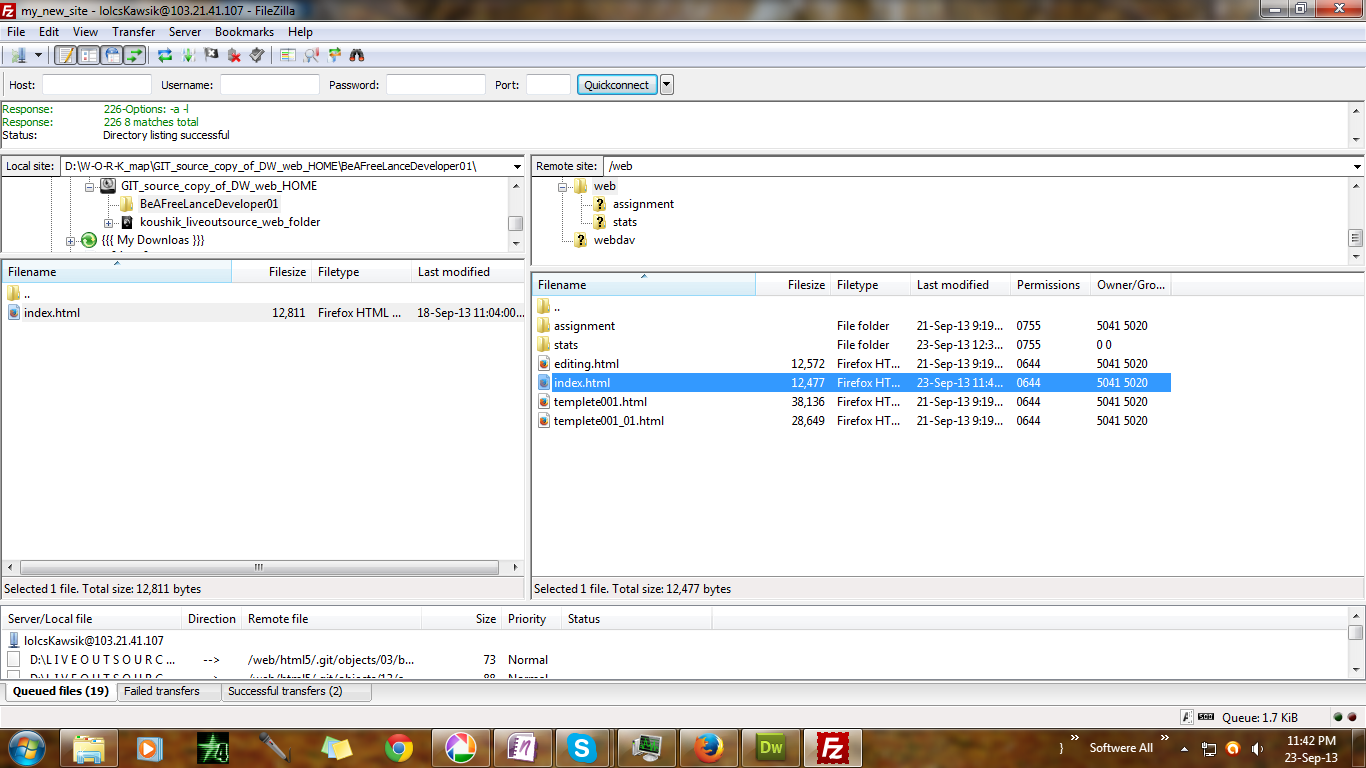 my_new_site - lolcsKawsik@103.21.41.107 - FileZilla
File Edit View Transfer Server Bookmarks Help
Host: Username: Password: Port: Quickconnect
Response: 226-Options: -a -l
Response: 226 8 matches total
Status: Directory listing successful
Local site: D:\W-O-R-K_map\GIT_source_copy_of_DW_web_HOME\BeAFreeLanceDeveloper01\
GIT_source_copy_of_DW_web_HOME
BeAFreeLanceDeveloper01
koushik_liveoutsource_web_folder
{{{ My Downloas }}}
Filename Filesize Filetype Last modified
..
index.html 12,811 Firefox HTML ... 18-Sep-13 11:04:00...
Selected 1 file. Total size: 12,811 bytes
Remote site: /web
web
assignment
stats
webdav
Filename Filesize Filetype Last modified Permissions Owner/Gro...
..
assignment File folder 21-Sep-13 9:19... 0755 5041 5020
stats File folder 23-Sep-13 12:3... 0755 0 0
editing.html 12,572 Firefox HT... 21-Sep-13 9:19... 0644 5041 5020
index.html 12,477 Firefox HT... 23-Sep-13 11:4... 0644 5041 5020
templete001.html 38,136 Firefox HT... 21-Sep-13 9:19... 0644 5041 5020
templete001_01.html 28,649 Firefox HT... 21-Sep-13 9:19... 0644 5041 5020
Selected 1 file. Total size: 12,477 bytes
Server/Local file Direction Remote file Size Priority Status
lolcsKawsik@103.21.41.107
D:\L I V E O U T S O U R C ... --> /web/html5/.git/objects/03/b... 73 Normal
Queued files (19) Failed transfers Successful transfers (2)
Queue: 1.7 KiB
} Softwere All
11:42 PM
23-Sep-13